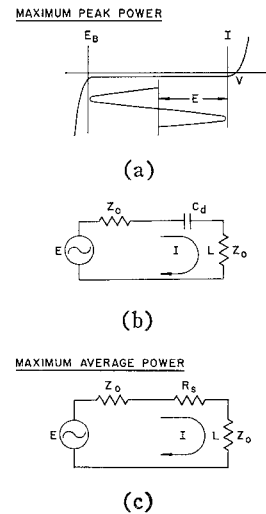 MAXIMUM PEAK POWER
E_B I
E V
(a)
Z_o C_d
E I L Z_o
(b)
MAXIMUM AVERAGE POWER
Z_o R_s
E I L Z_o
(c)